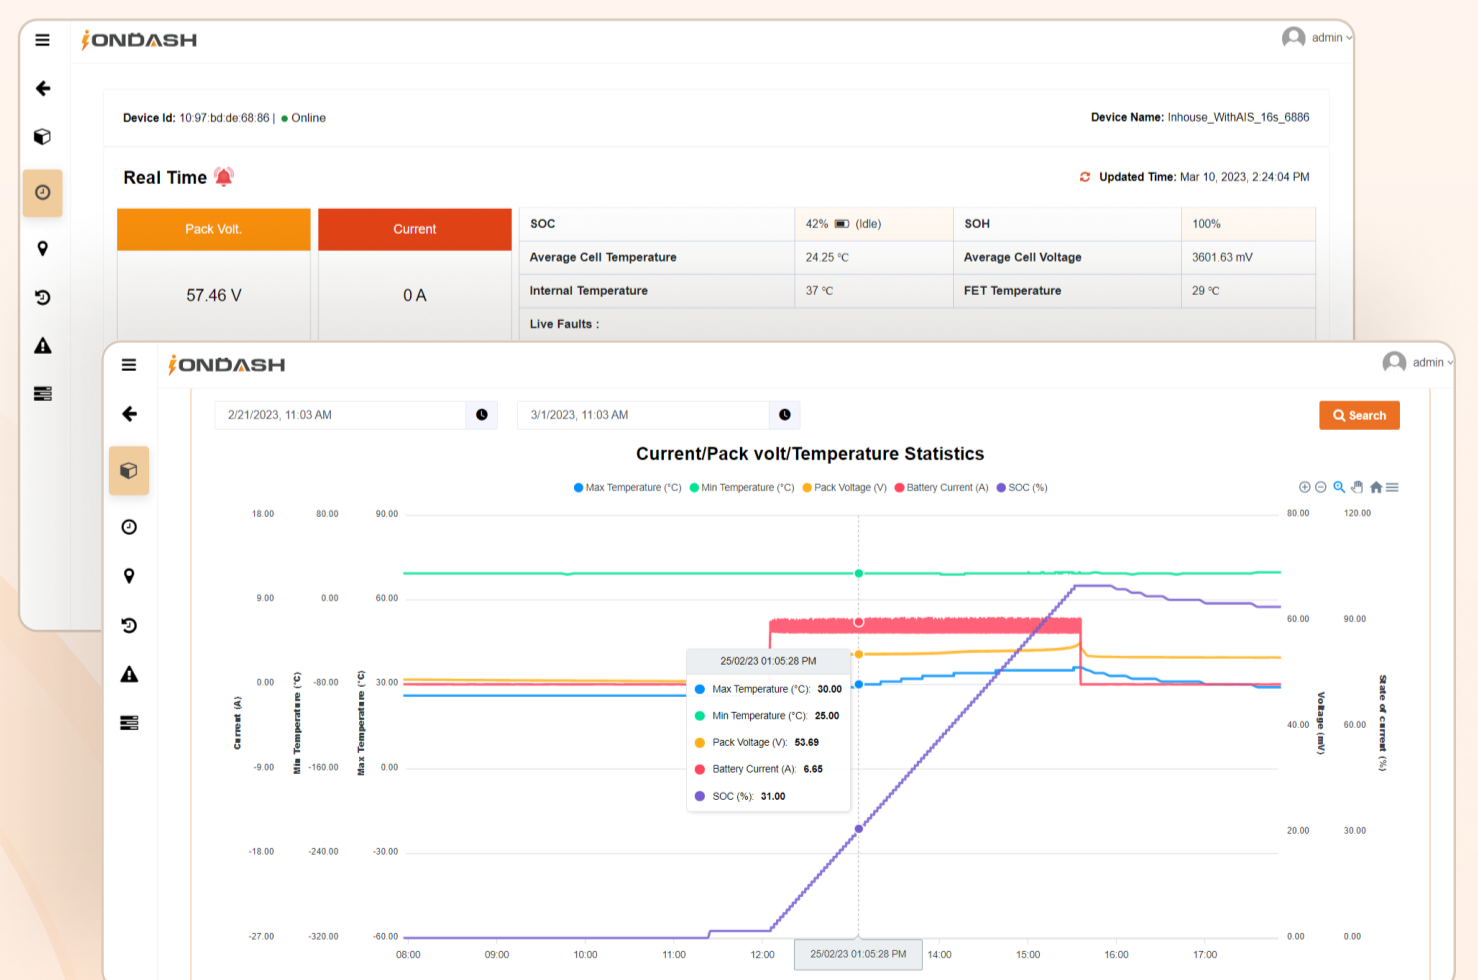 iONDASH
admin
Device Id: 10:97:bd:de:68:86 | ● Online
Device Name: Inhouse_WithAIS_16s_6886
Real Time
Updated Time: Mar 10, 2023, 2:24:04 PM
Pack Volt.
Current
57.46 V
0 A
SOC 42% (Idle) SOH 100%
Average Cell Temperature 24.25 °C Average Cell Voltage 3601.63 mV
Internal Temperature 37 °C FET Temperature 29 °C
Live Faults :
iONDASH
admin
2/21/2023, 11:03 AM
3/1/2023, 11:03 AM
Search
Current/Pack volt/Temperature Statistics
Max Temperature (°C) Min Temperature (°C) Pack Voltage (V) Battery Current (A) SOC (%)
18.00 80.00 90.00 80.00 120.00
9.00 0.00 60.00 60.00 90.00
0.00 -80.00 30.00 40.00 60.00
-9.00 -160.00 0.00 20.00 30.00
-18.00 -240.00 -30.00
-27.00 -320.00 -60.00 0.00 0.00
Current (A)
Min Temperature (°C)
Max Temperature (°C)
Voltage (mV)
State of current (%)
25/02/23 01:05:28 PM
Max Temperature (°C): 30.00
Min Temperature (°C): 25.00
Pack Voltage (V): 53.69
Battery Current (A): 6.65
SOC (%): 31.00
08:00 09:00 10:00 11:00 12:00 25/02/23 01:05:28 PM 14:00 15:00 16:00 17:00